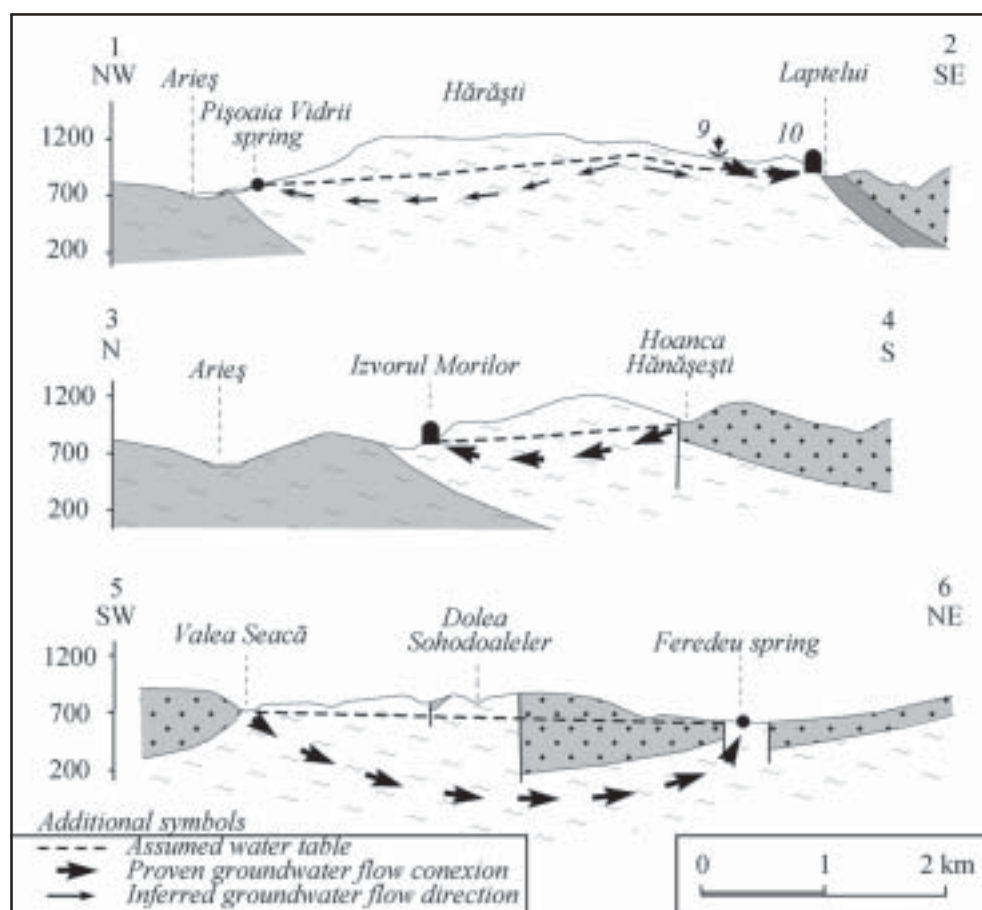 1
NW
2
SE
Arieş
Pişoaia Vidrii
spring
Hărăşti
9
10
Laptelui
1200
700
200
3
N
4
S
Arieş
Izvorul Morilor
Hoanca
Hănăşeşti
1200
700
200
5
SW
6
NE
Valea Seacă
Dolea
Sohodoaleler
Feredeu spring
1200
700
200
Additional symbols
Assumed water table
Proven groundwater flow conexion
Inferred groundwater flow direction
0 1 2 km